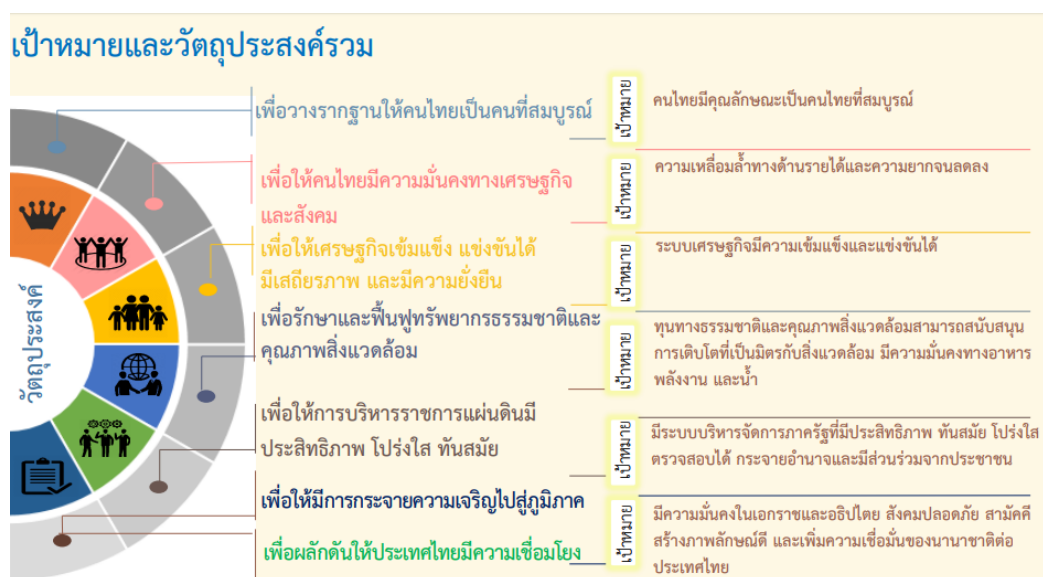 เป้าหมายและวัตถุประสงค์รวม
วัตถุประสงค์
เพื่อวางรากฐานให้คนไทยเป็นคนที่สมบูรณ์
เป้าหมาย
คนไทยมีคุณลักษณะเป็นคนไทยที่สมบูรณ์
เพื่อให้คนไทยมีความมั่นคงทางเศรษฐกิจ
และสังคม
เป้าหมาย
ความเหลื่อมล้ำทางด้านรายได้และความยากจนลดลง
เพื่อให้เศรษฐกิจเข้มแข็ง แข่งขันได้
มีเสถียรภาพ และมีความยั่งยืน
เป้าหมาย
ระบบเศรษฐกิจมีความเข้มแข็งและแข่งขันได้
เพื่อรักษาและฟื้นฟูทรัพยากรธรรมชาติและ
คุณภาพสิ่งแวดล้อม
เป้าหมาย
ทุนทางธรรมชาติและคุณภาพสิ่งแวดล้อมสามารถสนับสนุน
การเติบโตที่เป็นมิตรกับสิ่งแวดล้อม มีความมั่นคงทางอาหาร
พลังงาน และน้ำ
เพื่อให้การบริหารราชการแผ่นดินมี
ประสิทธิภาพ โปร่งใส ทันสมัย
เป้าหมาย
มีระบบบริหารจัดการภาครัฐที่มีประสิทธิภาพ ทันสมัย โปร่งใส
ตรวจสอบได้ กระจายอำนาจและมีส่วนร่วมจากประชาชน
เพื่อให้มีการกระจายความเจริญไปสู่ภูมิภาค
เพื่อผลักดันให้ประเทศไทยมีความเชื่อมโยง
เป้าหมาย
มีความมั่นคงในเอกราชและอธิปไตย สังคมปลอดภัย สามัคคี
สร้างภาพลักษณ์ดี และเพิ่มความเชื่อมั่นของนานาชาติต่อ
ประเทศไทย